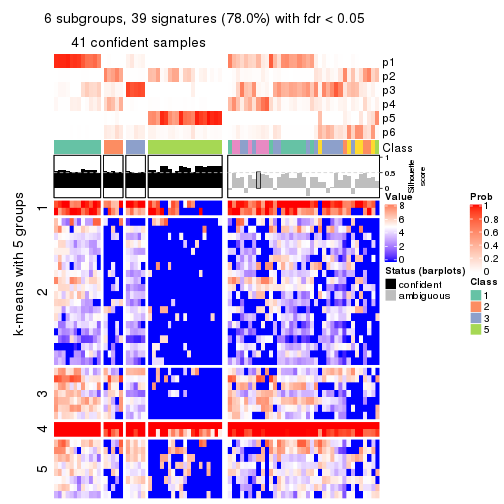 6 subgroups, 39 signatures (78.0%) with fdr < 0.05
41 confident samples
p1
p2
p3
p4
p5
p6
Class
1
0.5
0
Silhouette
score
k-means with 5 groups
1
2
3
4
5
Value
8
6
4
2
0
Status (barplots)
confident
ambiguous
Prob
1
0.8
0.6
0.4
0.2
0
Class
1
2
3
5